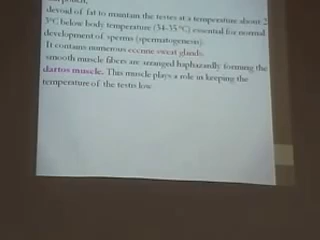 devoid of fat to maintain the testes at a temperature about 2
3°C below body temperature (34-35 °C) essential for normal
development of sperms (spermatogenesis).
It contains numerous eccrine sweat glands.
smooth muscle fibers are arranged haphazardly forming the
dartos muscle. This muscle plays a role in keeping the
temperature of the testis low